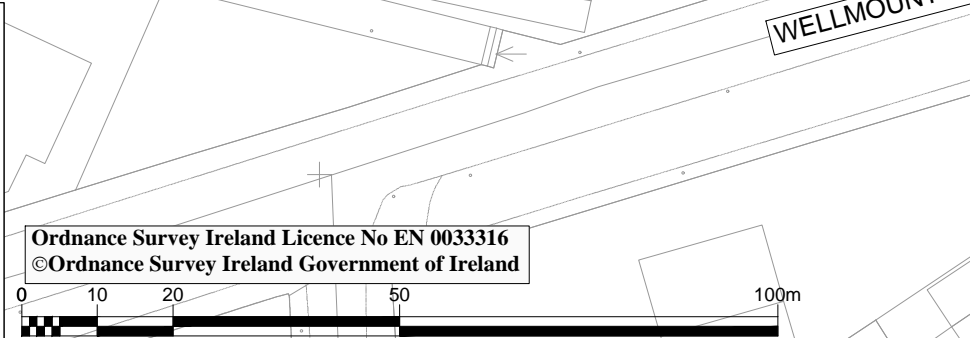 WELLMOUNT
Ordnance Survey Ireland Licence No EN 0033316
©Ordnance Survey Ireland Government of Ireland
0 10 20 50 100m